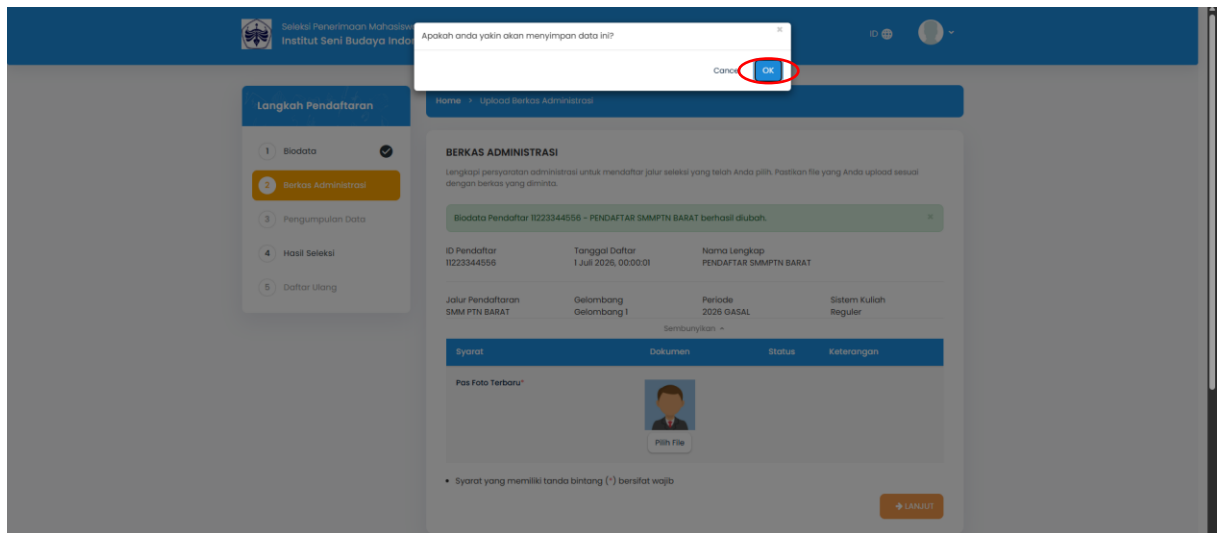 Seleksi Penerimaan Mahasisw
Institut Seni Budaya Indo
ID
Apakah anda yakin akan menyimpan data ini?
×
OK
Langkah Pendaftaran
1 Biodata
2 Berkas Administrasi
3 Pengumpulan Data
4 Hasil Seleksi
5 Daftar Ulang
Home > Upload Berkas Administrasi
BERKAS ADMINISTRASI
Lengkapi persyaratan administrasi untuk mendaftar jalur seleksi yang telah Anda pilih. Pastikan file yang Anda upload sesuai
dengan berkas yang diminta.
Biodata Pendaftar 11223344556 - PENDAFTAR SMMPTN BARAT berhasil diubah. ×
ID Pendaftar Tanggal Daftar Nama Lengkap
11223344556 1 Juli 2026, 00:00:01 PENDAFTAR SMMPTN BARAT
Jalur Pendaftaran Gelombang Periode Sistem Kuliah
SMM PTN BARAT Gelombang 1 2026 GASAL Reguler
Sembunyikan
Syarat Dokumen Status Keterangan
Pas Foto Terbaru*
Pilih File
• Syarat yang memiliki tanda bintang (*) bersifat wajib
→ LANJUT